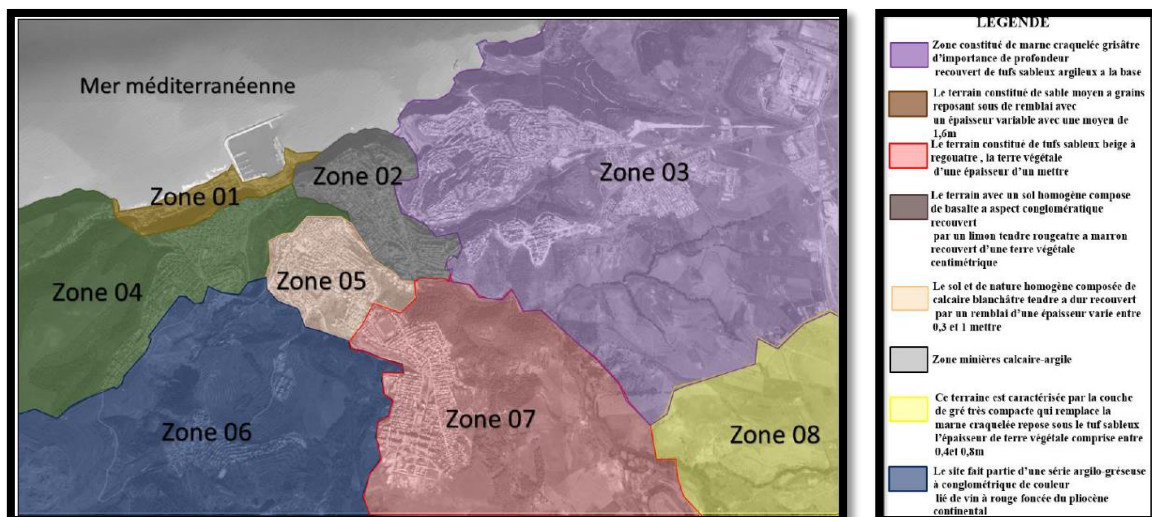 Mer méditerranéenne
Zone 01
Zone 02
Zone 03
Zone 04
Zone 05
Zone 06
Zone 07
Zone 08
LEGENDE
Zone constitué de marne craquelée grisâtre
d'importance de profondeur
recouvert de tufs sableux argileux a la base
Le terrain constitué de sable moyen a grains
reposant sous de remblai avec
un épaisseur variable avec une moyen de
1,6m
Le terrain constitué de tufs sableux beige à
regouatre , la terre végétale
d'une épaisseur d'un mettre
Le terrain avec un sol homogène compose
de basalte a aspect conglomératique
recouvert
par un limon tendre rougeatre a marron
recouvert d'une terre végétale
centimétrique
Le sol et de nature homogène composée de
calcaire blanchâtre tendre a dur recouvert
par un remblai d'une épaisseur varie entre
0,3 et 1 mettre
Zone minières calcaire-argile
Ce terraine est caractérisée par la couche
de gré très compacte qui remplace la
marne craquelée repose sous le tuf sableux
l'épaisseur de terre végétale comprise entre
0,4et 0,8m
Le site fait partie d'une série argilo-gréseuse
à conglométrique de couleur
lié de vin à rouge foncée du pliocène
continental